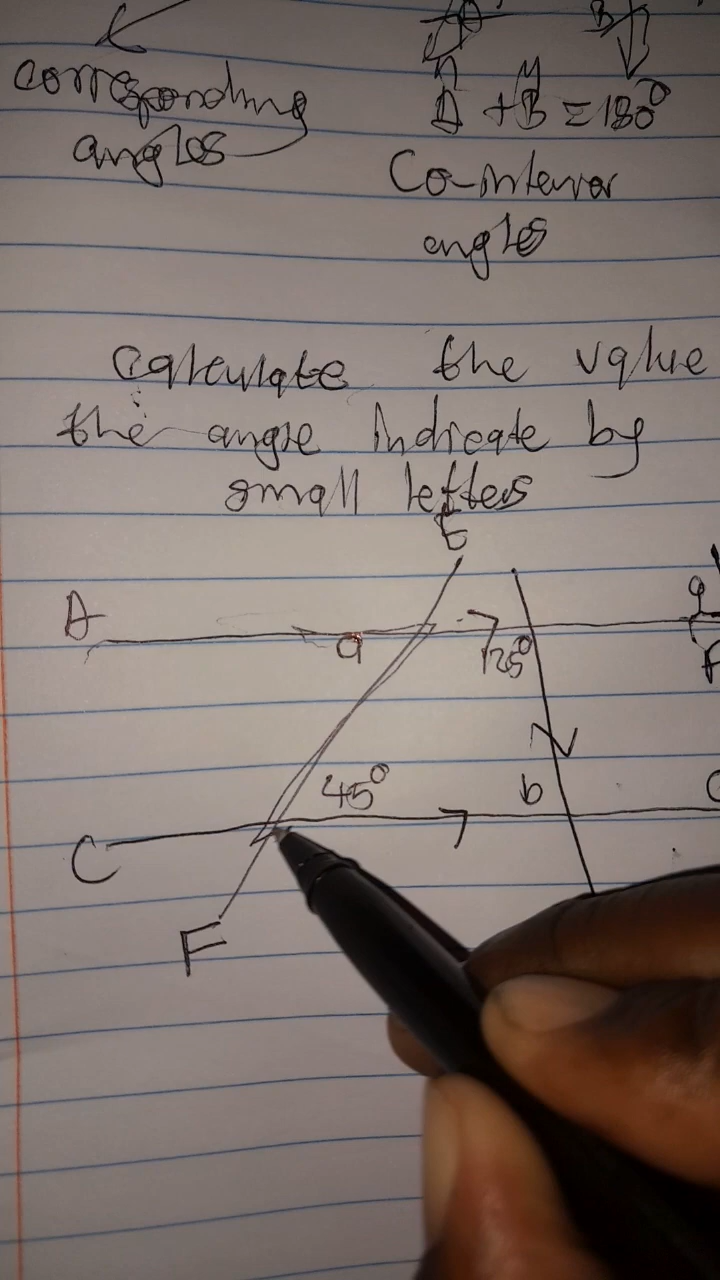 corresponding
angles
A + B = 180°
Co-interior
angles
Calculate the value
the angle indicate by
small letters
E
A
a
125°
q
45°
b
C
F